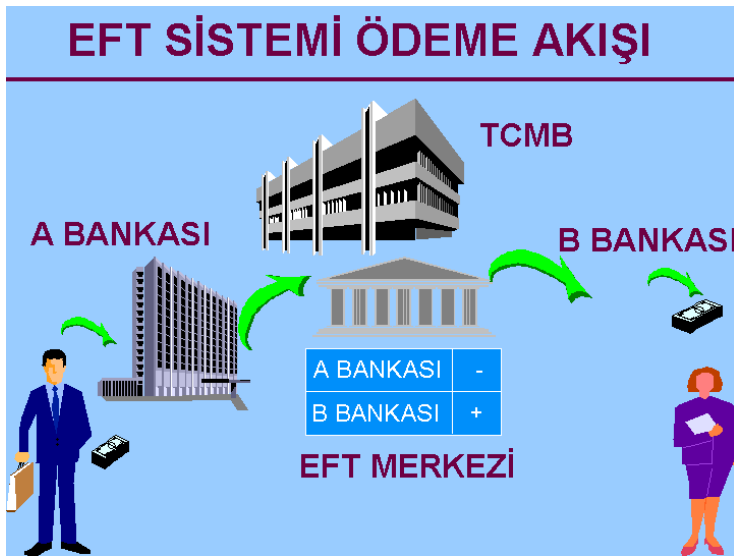 EFT SİSTEMİ ÖDEME AKIŞI
TCMB
A BANKASI
B BANKASI
A BANKASI -
B BANKASI +
EFT MERKEZİ